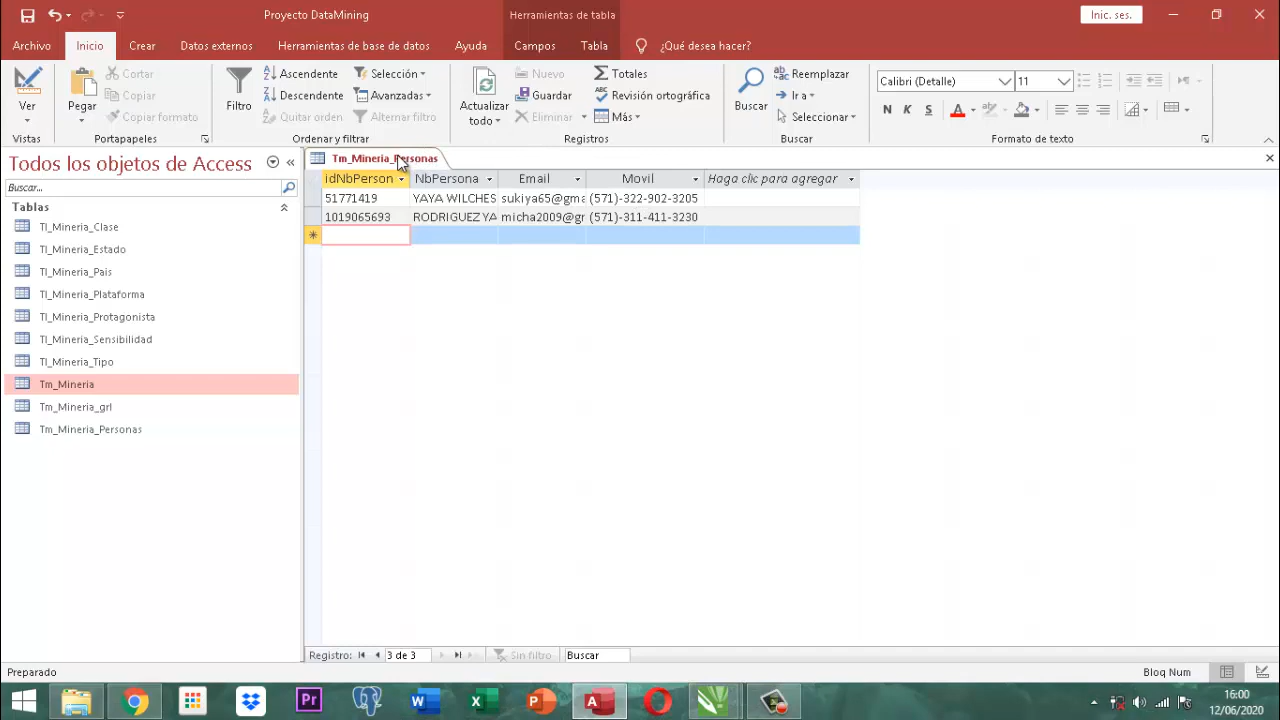 Proyecto DataMining
Herramientas de tabla
Inic. ses.
Archivo Inicio Crear Datos externos Herramientas de base de datos Ayuda Campos Tabla ¿Qué desea hacer?
Ver
Vistas
Pegar
Cortar
Copiar
Copiar formato
Portapapeles
Filtro
Ascendente
Descendente
Quitar orden
Selección
Avanzadas
Alternar filtro
Ordenar y filtrar
Actualizar
todo
Nuevo
Guardar
Eliminar
Totales
Revisión ortográfica
Más
Registros
Buscar
Reemplazar
Ir a
Seleccionar
Buscar
Calibri (Detalle) 11
N K S A
Formato de texto
Todos los objetos de Access
Buscar...
Tablas
Tl_Mineria_Clase
Tl_Mineria_Estado
Tl_Mineria_Pais
Tl_Mineria_Plataforma
Tl_Mineria_Protagonista
Tl_Mineria_Sensibilidad
Tl_Mineria_Tipo
Tm_Mineria
Tm_Mineria_grl
Tm_Mineria_Personas
Tm_Mineria_Personas
idNbPerson NbPersona Email Movil Haga clic para agregar
51771419 YAYA WILCHES sukiya65@gma (571)-322-902-3205
1019065693 RODRIGUEZ YA micha2009@gr (571)-311-411-3230
Registro: 3 de 3 Sin filtro Buscar
Preparado
Bloq Num
Pr
16:00
12/06/2020